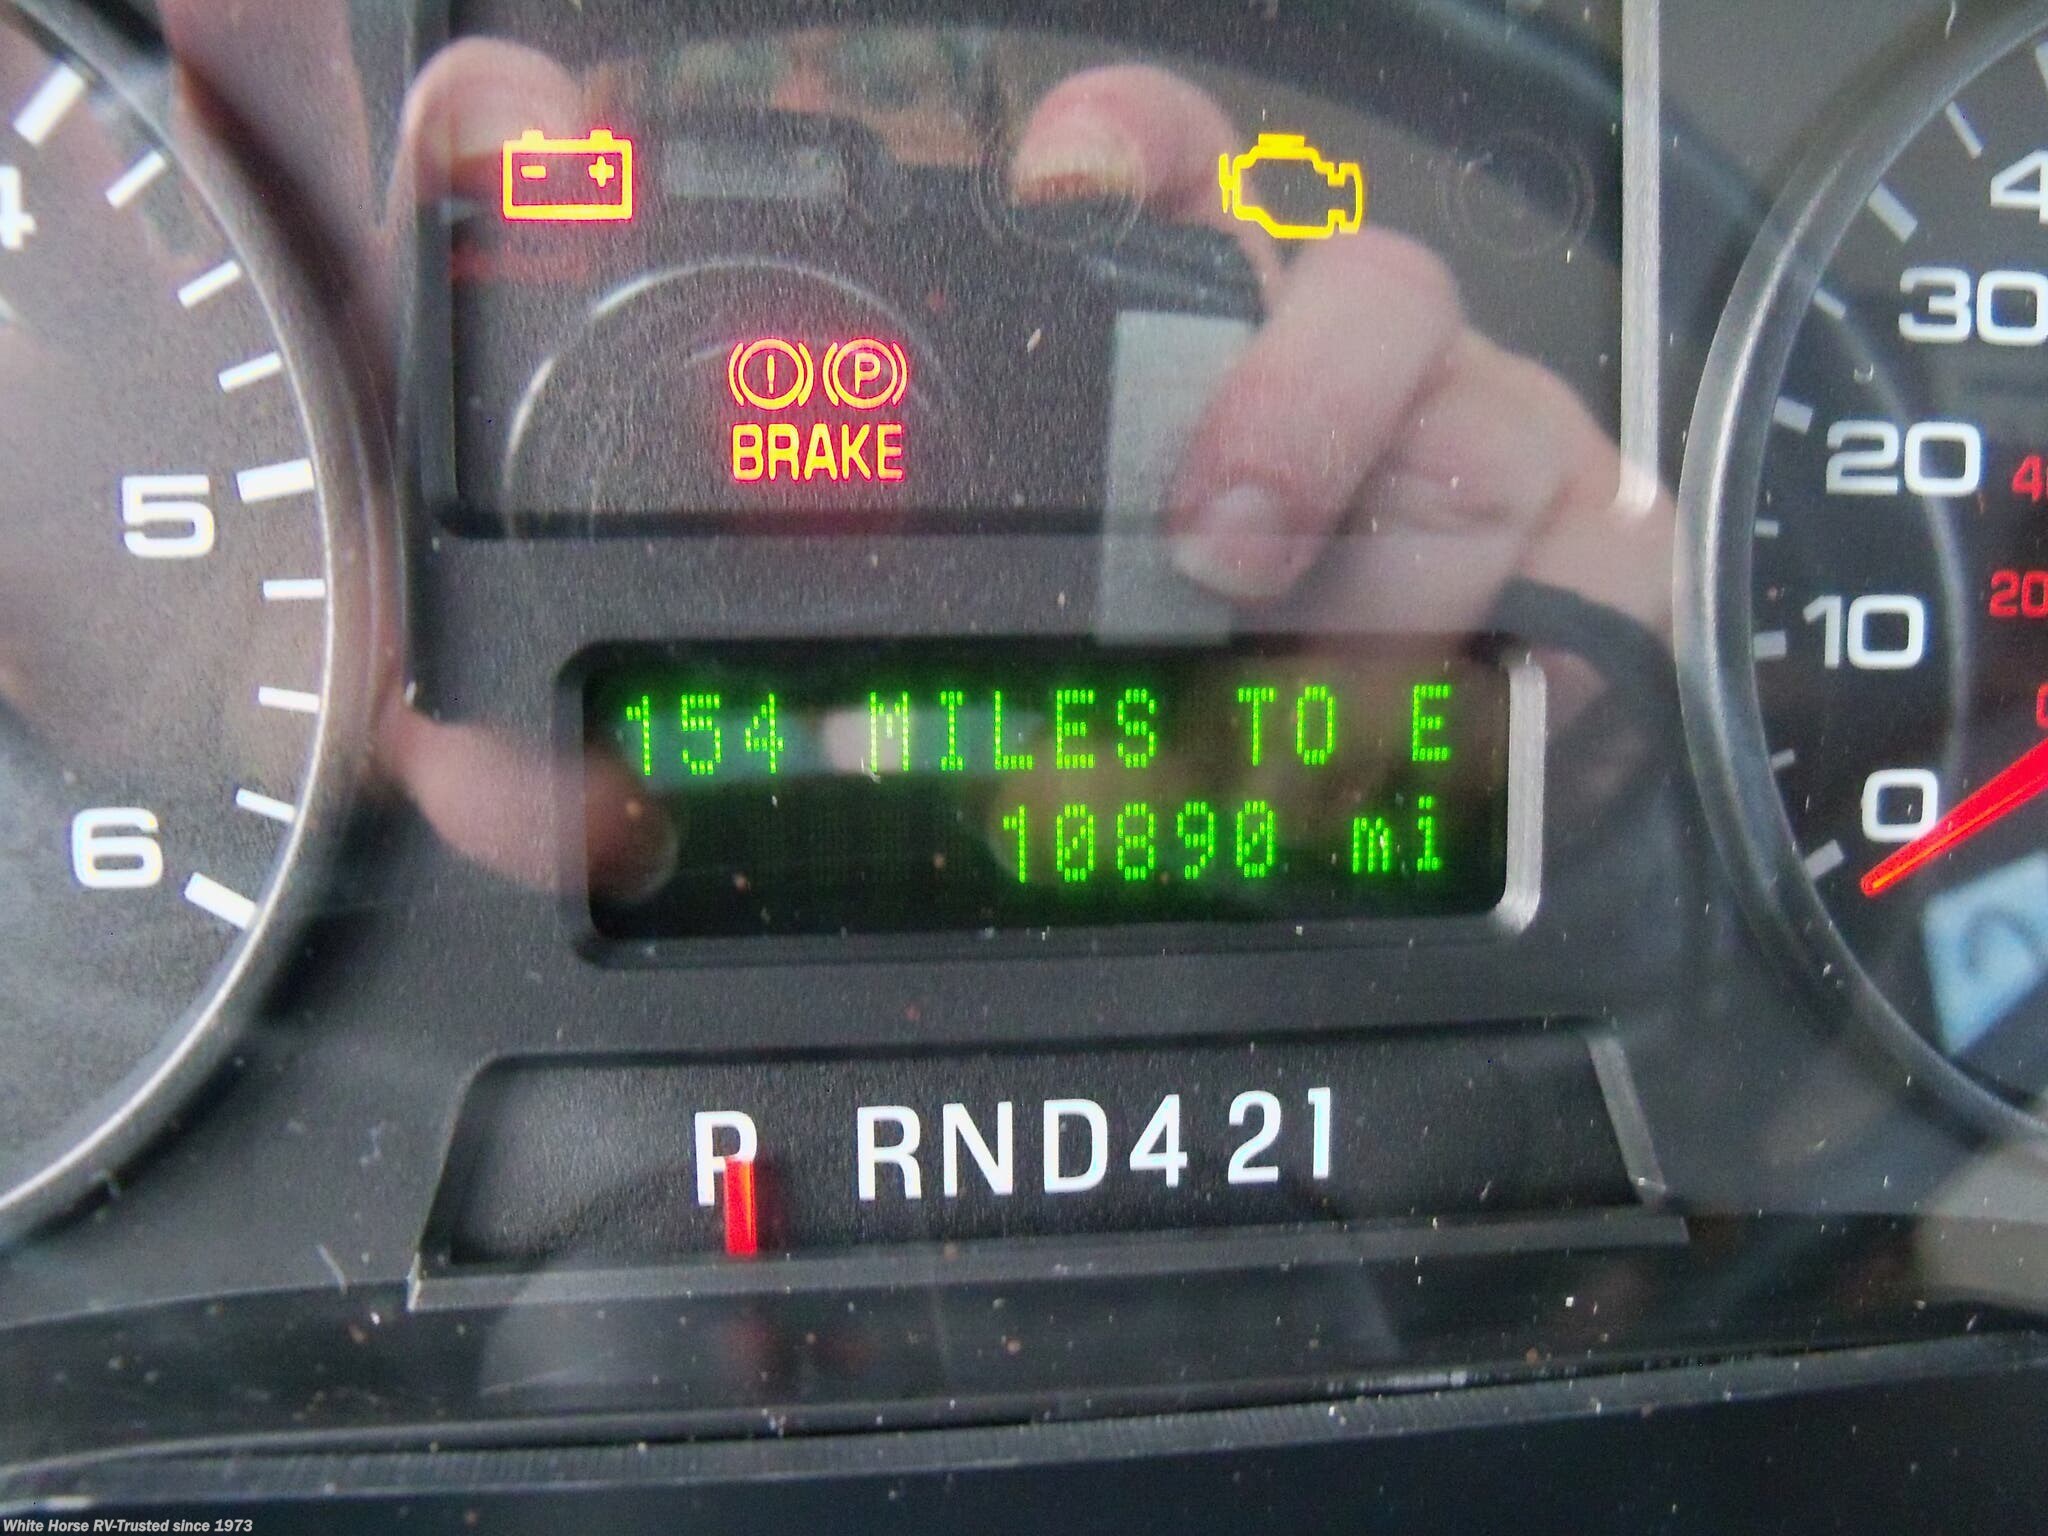 4
5
6
- +
! P
BRAKE
154 MILES TO E
10890 mi
P RND421
30
20
10
20
0
White Horse RV-Trusted since 1973